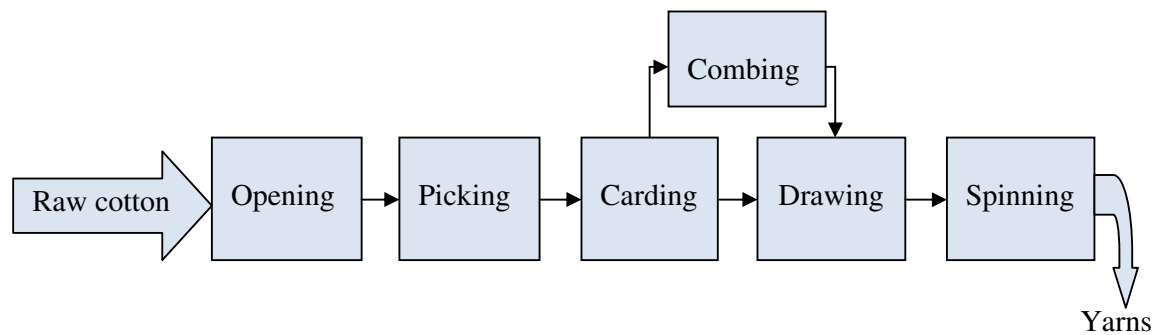 Combing
Raw cotton
Opening
Picking
Carding
Drawing
Spinning
Yarns